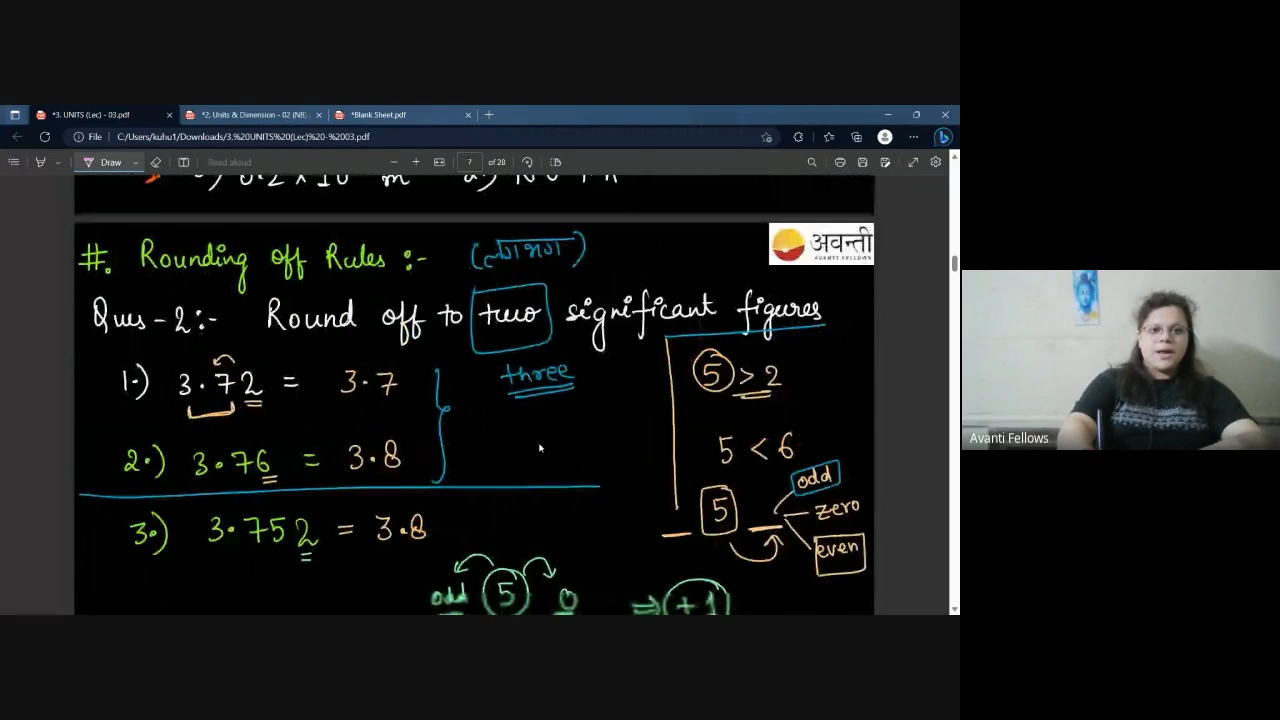 *3. UNITS (Lec) - 03.pdf
*2. Units & Dimension - 02 (NB).
*Blank Sheet.pdf
File C:/Users/kuhu1/Downloads/3.%20UNITS%20(Lec)%20-%2003.pdf
Draw Read aloud 7 of 28
#. Rounding off Rules :-
अवन्ती
AVANTI FELLOWS
Ques-2:- Round off to two significant figures
1.) 3.72 = 3.7
three
5 > 2
2.) 3.76 = 3.8
5 < 6
odd
5
zero
even
3.) 3.752 = 3.8
odd 5 0 ⇒ +1
Avanti Fellows